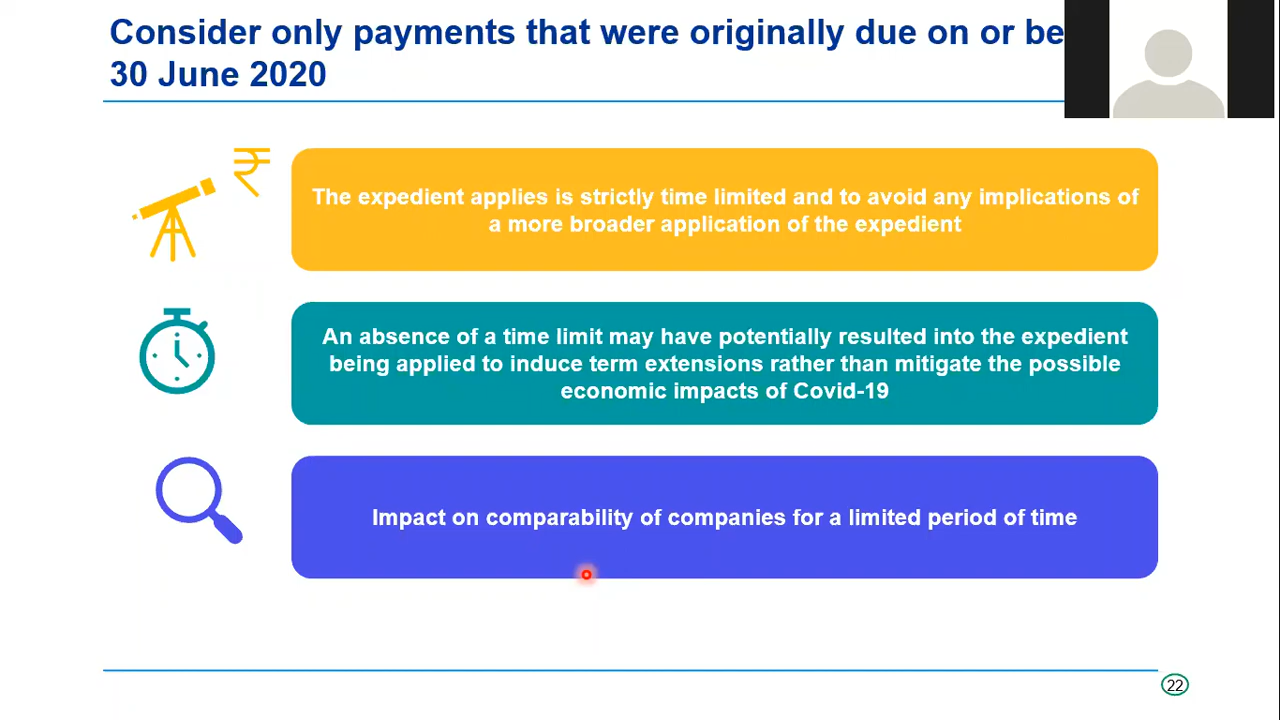 Consider only payments that were originally due on or be
30 June 2020
₹
The expedient applies is strictly time limited and to avoid any implications of
a more broader application of the expedient
An absence of a time limit may have potentially resulted into the expedient
being applied to induce term extensions rather than mitigate the possible
economic impacts of Covid-19
Impact on comparability of companies for a limited period of time
22